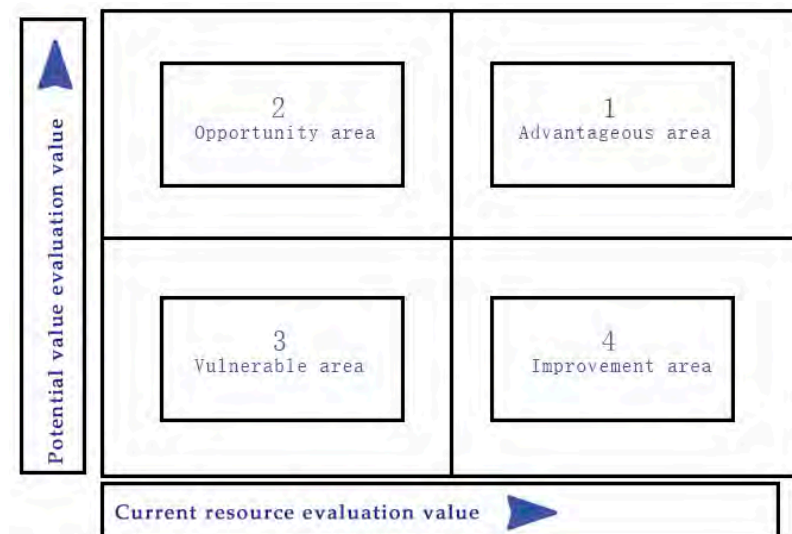 Potential value evaluation value
2
Opportunity area
1
Advantageous area
3
Vulnerable area
4
Improvement area
Current resource evaluation value